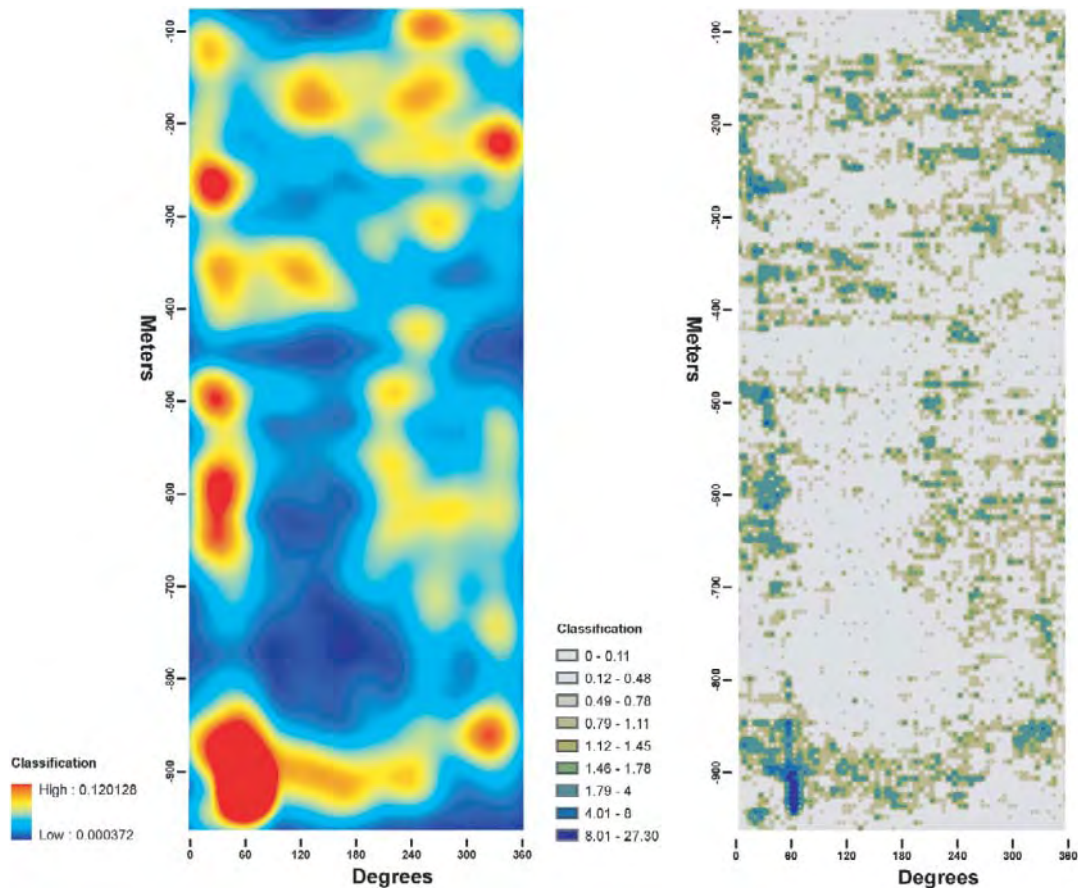 -100
-200
-300
-400
-500
-600
-700
-800
-900
Meters
0 60 120 180 240 300 360
Degrees
Classification
High : 0.120128
Low : 0.000372
Classification
0 - 0.11
0.12 - 0.48
0.49 - 0.78
0.79 - 1.11
1.12 - 1.45
1.46 - 1.78
1.79 - 4
4.01 - 8
8.01 - 27.30
-100
-200
-300
-400
-500
-600
-700
-800
-900
Meters
0 60 120 180 240 300 360
Degrees